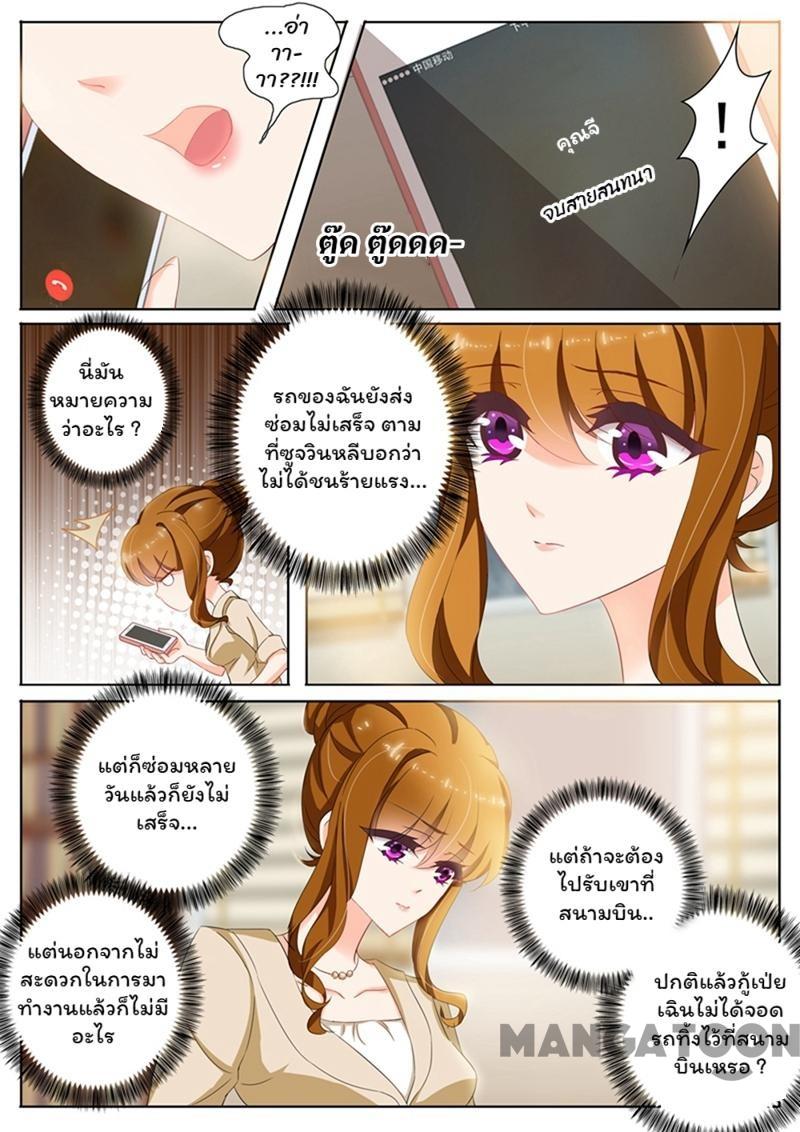 ...อ๋า
าา-
าา??!!!
中国移动
下午
คุณจี
จบสายสนทนา
!
ตู๊ด ตู๊ดดด-
นี่มัน
หมายความ
ว่าอะไร ?
รถของฉันยังส่ง
ซ่อมไม่เสร็จ ตาม
ที่ซูจวินหลีบอกว่า
ไม่ได้ชนร้ายแรง...
แต่ก็ซ่อมหลาย
วันแล้วก็ยังไม่
เสร็จ...
แต่นอกจากไม่
สะดวกในการมา
ทำงานแล้วก็ไม่มี
อะไร
แต่ถ้าจะต้อง
ไปรับเขาที่
สนามบิน..
ปกติแล้วกู้เป่ย
เฉินไม่ได้จอด
รถทิ้งไว้ที่สนาม
บินเหรอ ?
MANGATOON